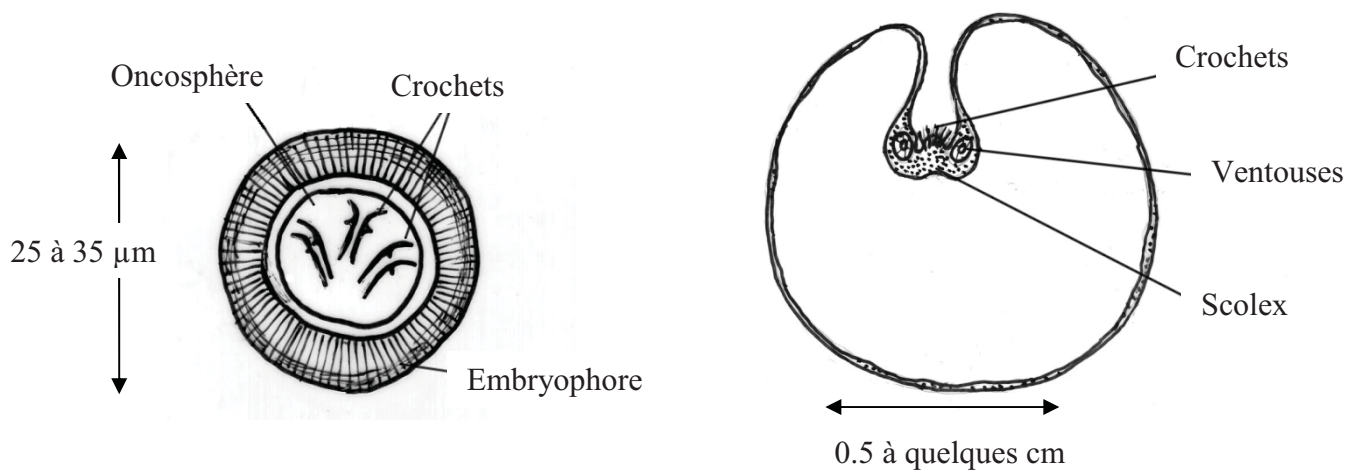 Oncosphère
Crochets
25 à 35 µm
Embryophore
Crochets
Ventouses
Scolex
0.5 à quelques cm